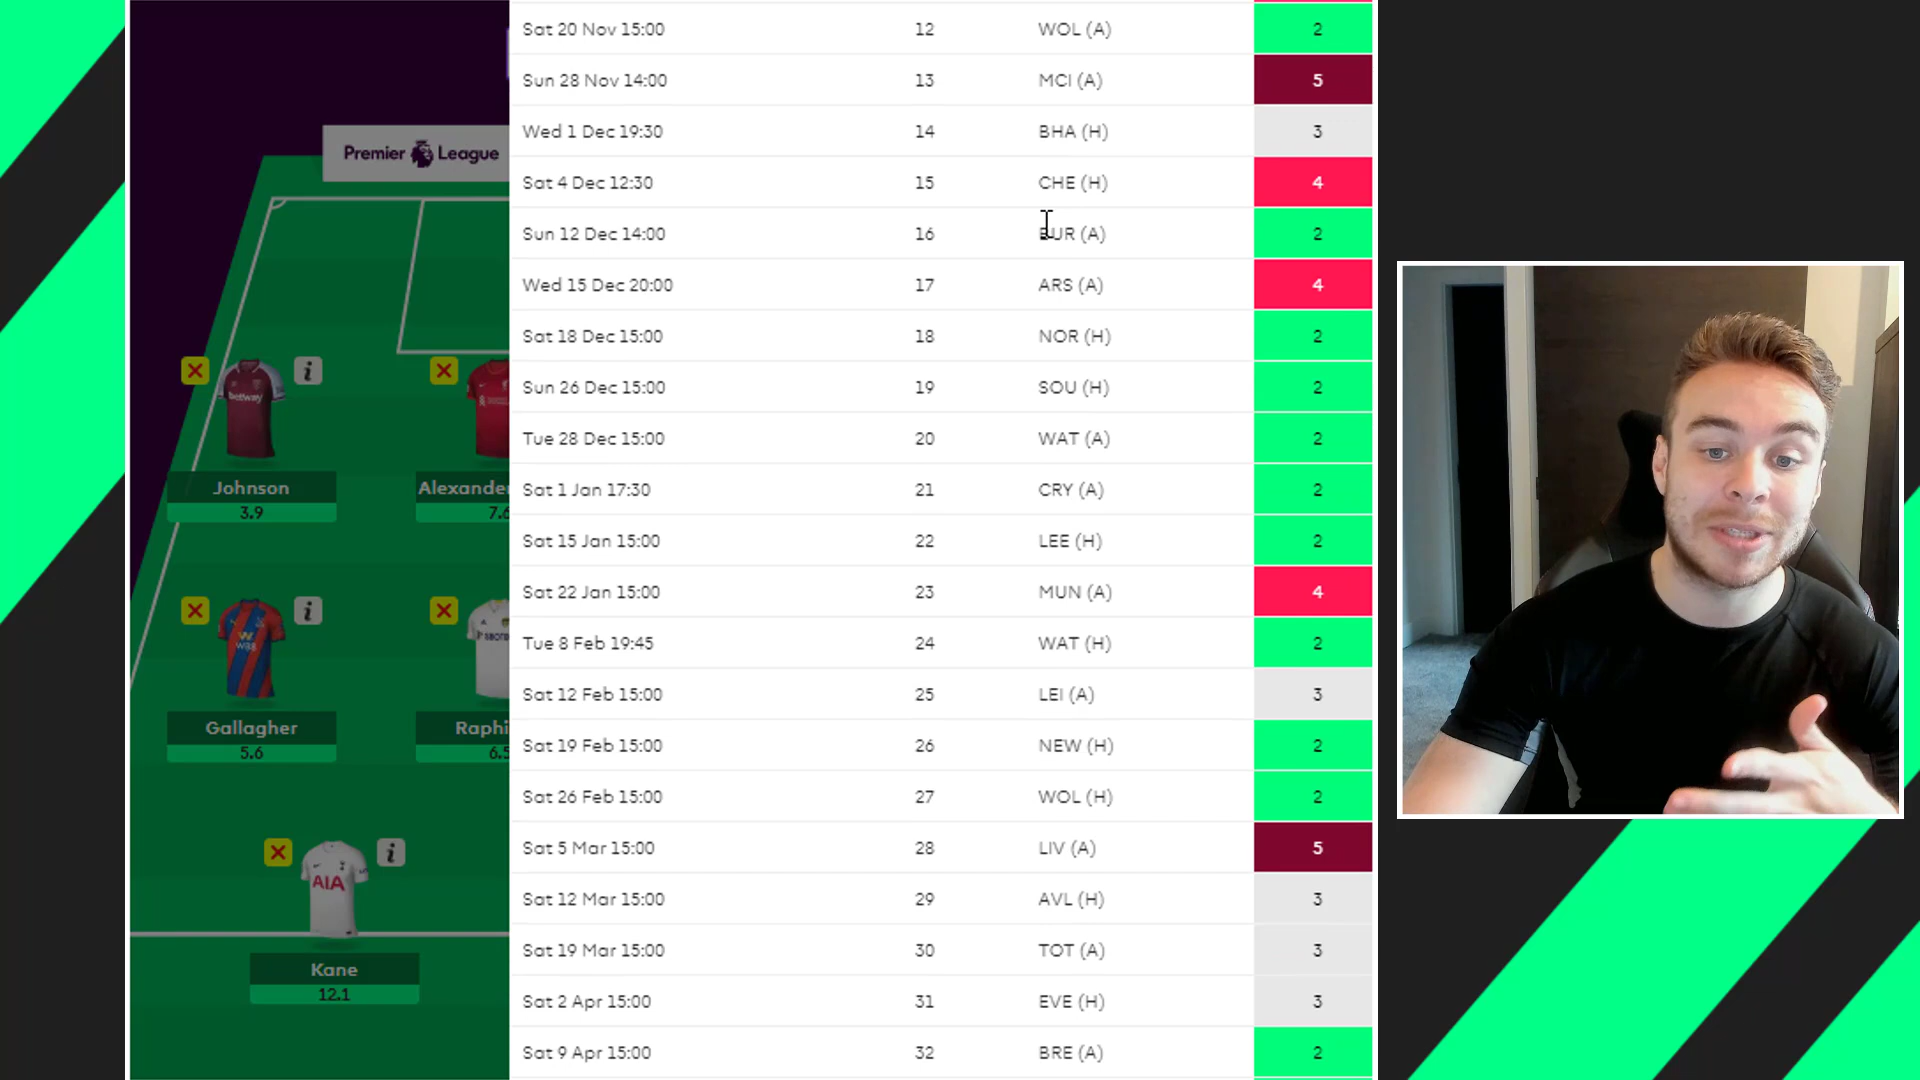 Sat 20 Nov 15:00 12 WOL (A) 2
Sun 28 Nov 14:00 13 MCI (A) 5
Wed 1 Dec 19:30 14 BHA (H) 3
Sat 4 Dec 12:30 15 CHE (H) 4
Sun 12 Dec 14:00 16 BUR (A) 2
Wed 15 Dec 20:00 17 ARS (A) 4
Sat 18 Dec 15:00 18 NOR (H) 2
Sun 26 Dec 15:00 19 SOU (H) 2
Tue 28 Dec 15:00 20 WAT (A) 2
Sat 1 Jan 17:30 21 CRY (A) 2
Sat 15 Jan 15:00 22 LEE (H) 2
Sat 22 Jan 15:00 23 MUN (A) 4
Tue 8 Feb 19:45 24 WAT (H) 2
Sat 12 Feb 15:00 25 LEI (A) 3
Sat 19 Feb 15:00 26 NEW (H) 2
Sat 26 Feb 15:00 27 WOL (H) 2
Sat 5 Mar 15:00 28 LIV (A) 5
Sat 12 Mar 15:00 29 AVL (H) 3
Sat 19 Mar 15:00 30 TOT (A) 3
Sat 2 Apr 15:00 31 EVE (H) 3
Sat 9 Apr 15:00 32 BRE (A) 2
Premier League
betway
Johnson
3.9
Alexande
7.6
W88
Gallagher
5.6
Raphi
6.5
AIA
Kane
12.1